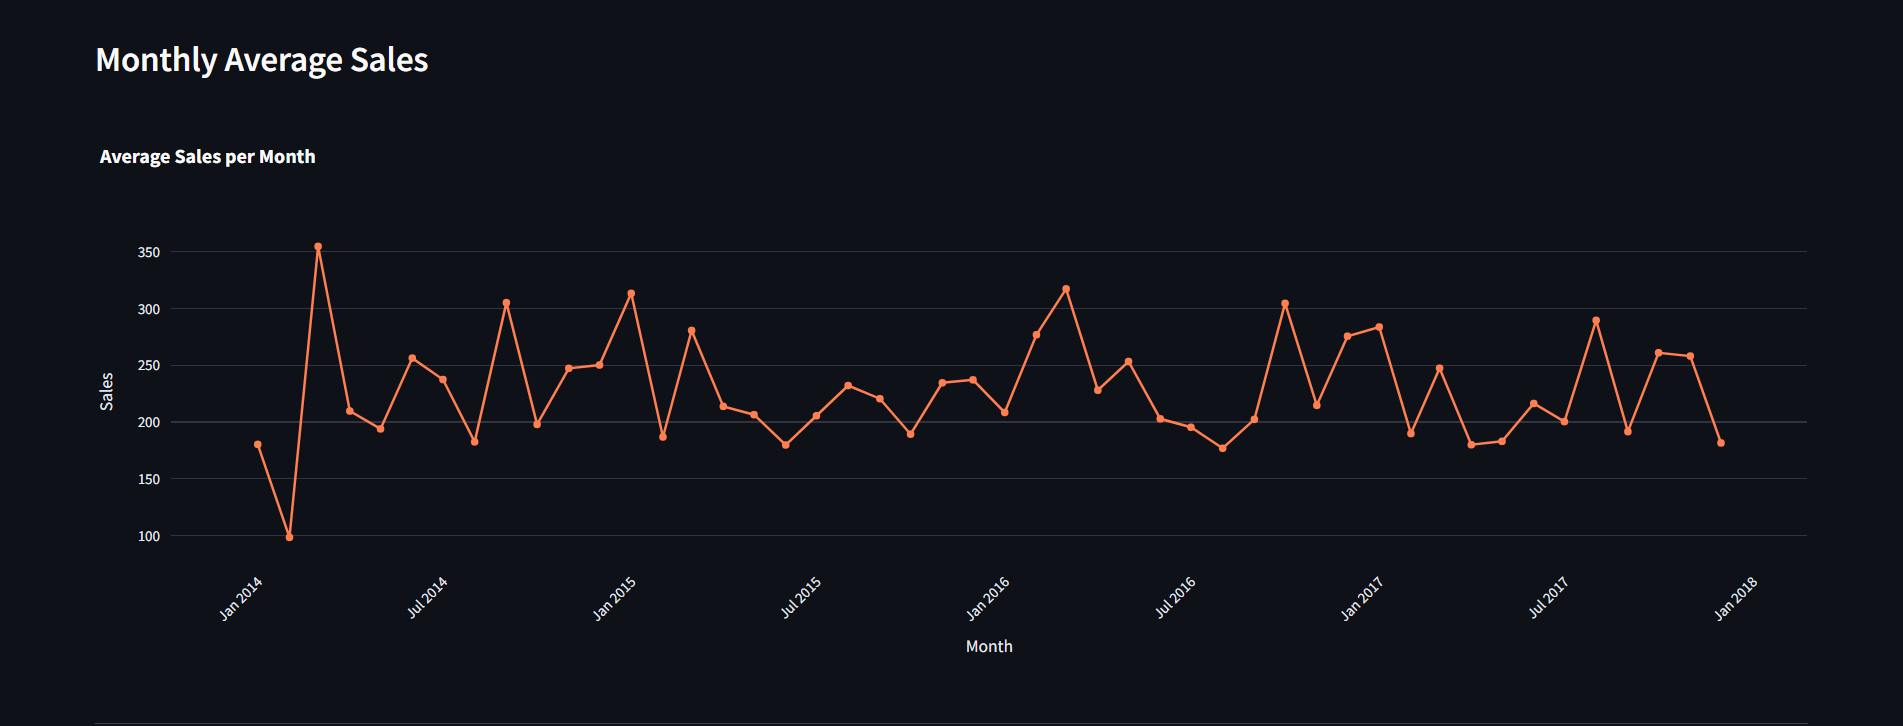 Monthly Average Sales
Average Sales per Month
350
300
250
200
150
100
Sales
Jan 2014
Jul 2014
Jan 2015
Jul 2015
Jan 2016
Jul 2016
Jan 2017
Jul 2017
Jan 2018
Month